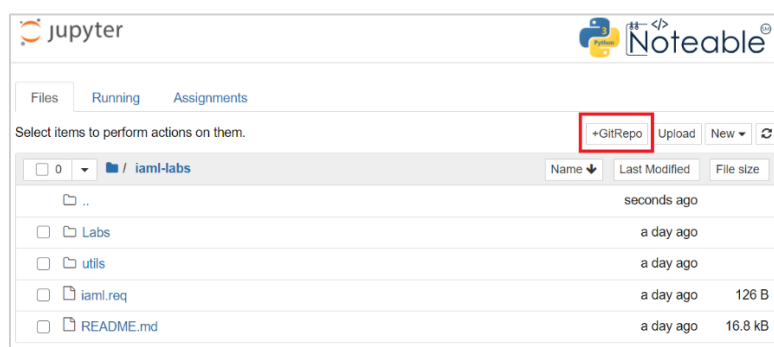 jupyter
Python
</>
Noteable
Files Running Assignments
Select items to perform actions on them.
+GitRepo Upload New
0 / iaml-labs Name Last Modified File size
.. seconds ago
Labs a day ago
utils a day ago
iaml.req a day ago 126 B
README.md a day ago 16.8 kB